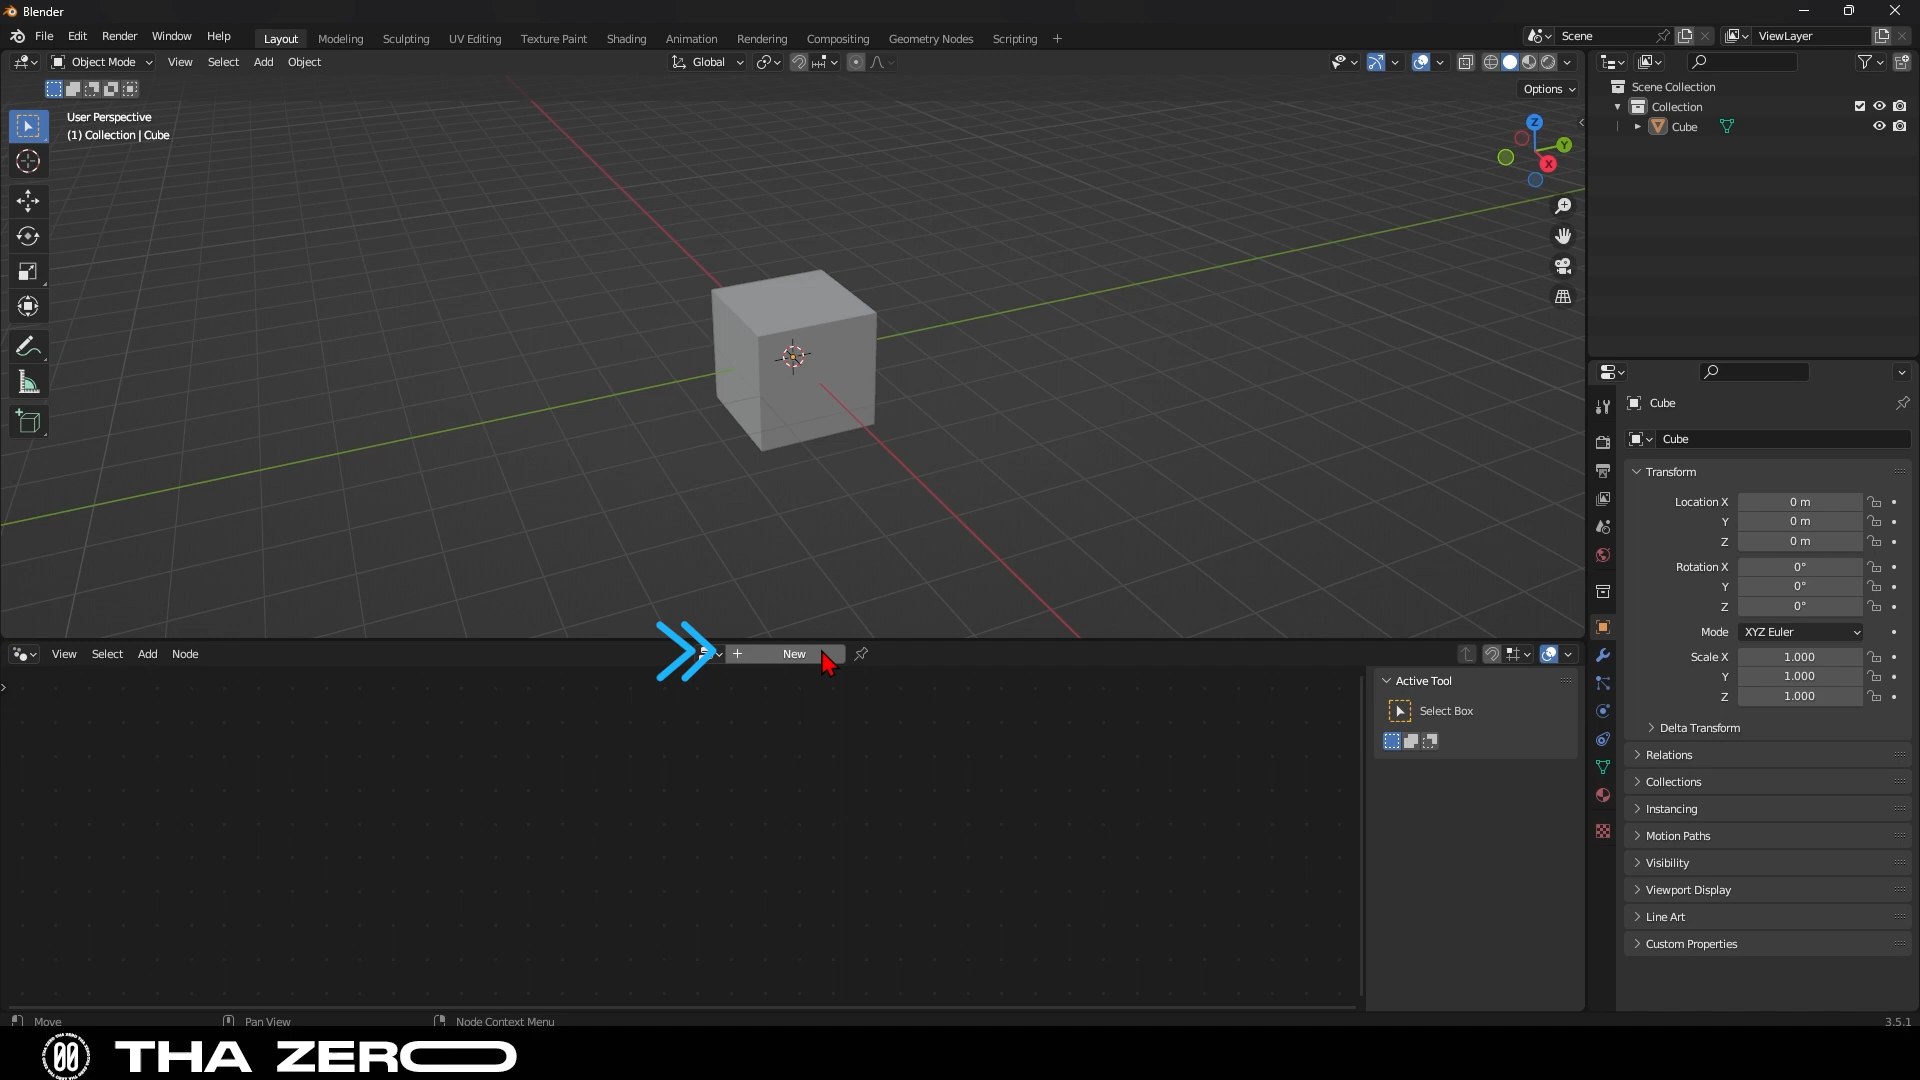 Blender
File Edit Render Window Help Layout Modeling Sculpting UV Editing Texture Paint Shading Animation Rendering Compositing Geometry Nodes Scripting + Scene ViewLayer
Object Mode View Select Add Object Global
Options
User Perspective
(1) Collection | Cube
Z
Y
X
Scene Collection
Collection
Cube
Cube
Cube
Transform
Location X 0 m
Y 0 m
Z 0 m
Rotation X 0°
Y 0°
Z 0°
Mode XYZ Euler
Scale X 1.000
Y 1.000
Z 1.000
Delta Transform
Relations
Collections
Instancing
Motion Paths
Visibility
Viewport Display
Line Art
Custom Properties
View Select Add Node + New
Active Tool
Select Box
Move Pan View Node Context Menu 3.5.1
00 THA ZERO